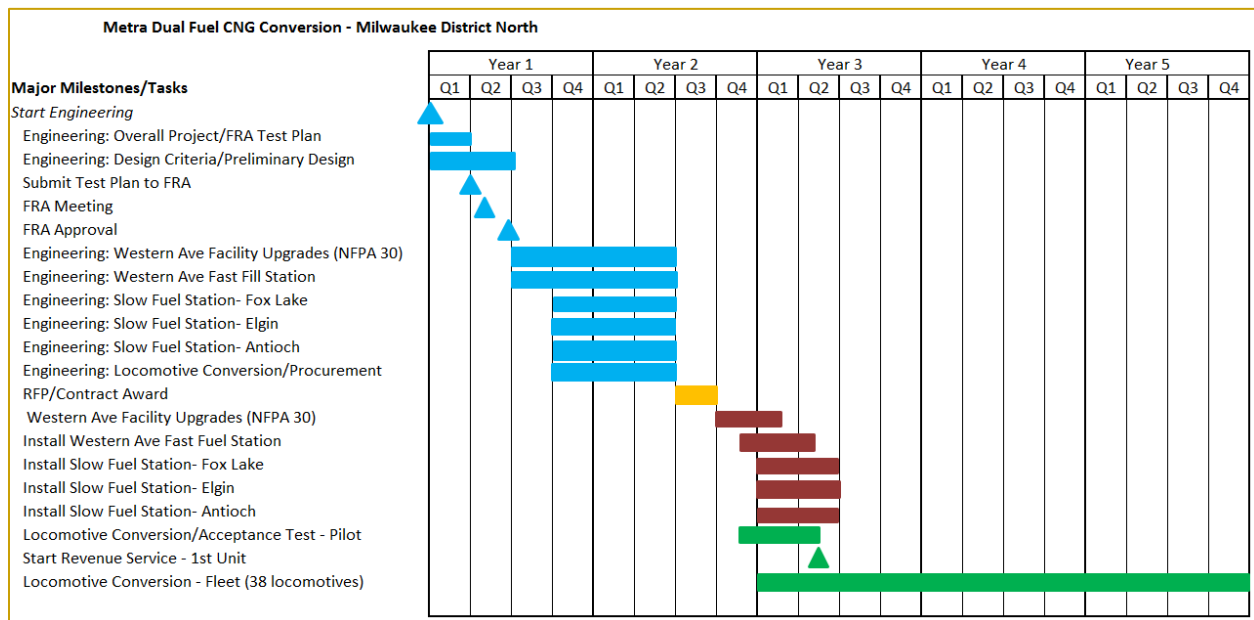 Metra Dual Fuel CNG Conversion - Milwaukee District North
Year 1 Year 2 Year 3 Year 4 Year 5
Major Milestones/Tasks Q1 Q2 Q3 Q4 Q1 Q2 Q3 Q4 Q1 Q2 Q3 Q4 Q1 Q2 Q3 Q4 Q1 Q2 Q3 Q4
Start Engineering
Engineering: Overall Project/FRA Test Plan
Engineering: Design Criteria/Preliminary Design
Submit Test Plan to FRA
FRA Meeting
FRA Approval
Engineering: Western Ave Facility Upgrades (NFPA 30)
Engineering: Western Ave Fast Fill Station
Engineering: Slow Fuel Station- Fox Lake
Engineering: Slow Fuel Station- Elgin
Engineering: Slow Fuel Station- Antioch
Engineering: Locomotive Conversion/Procurement
RFP/Contract Award
Western Ave Facility Upgrades (NFPA 30)
Install Western Ave Fast Fuel Station
Install Slow Fuel Station- Fox Lake
Install Slow Fuel Station- Elgin
Install Slow Fuel Station- Antioch
Locomotive Conversion/Acceptance Test - Pilot
Start Revenue Service - 1st Unit
Locomotive Conversion - Fleet (38 locomotives)